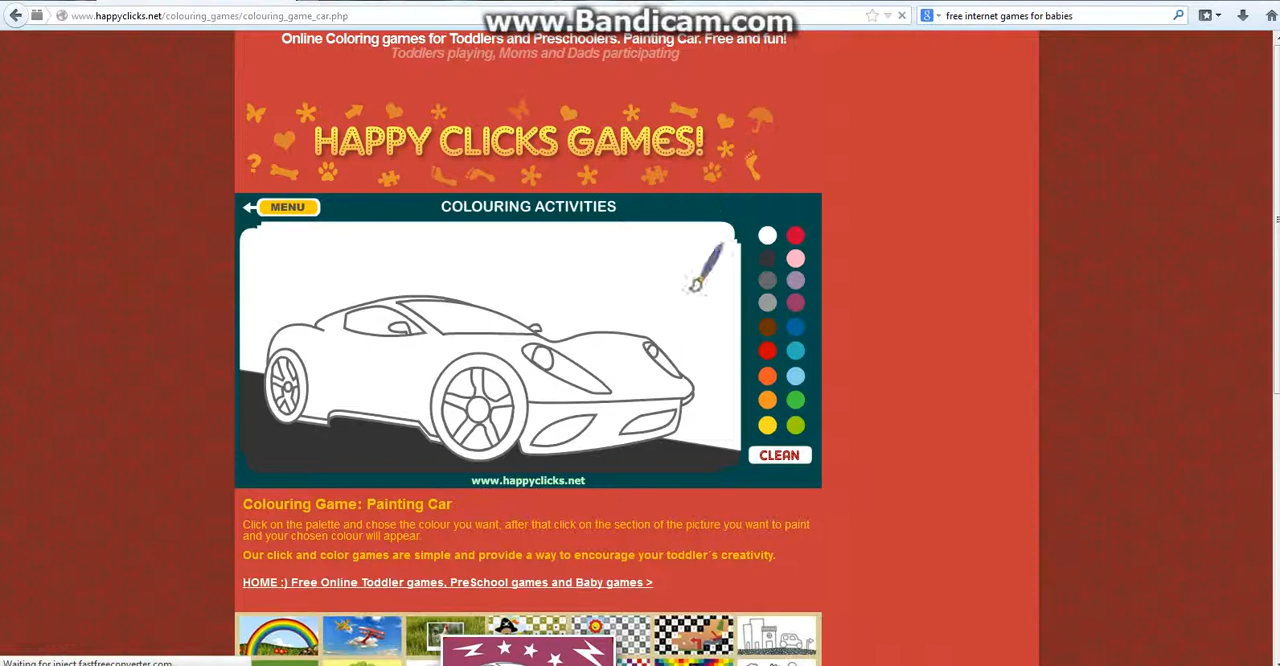 www.happyclicks.net/colouring_games/colouring_game_car.php
www.Bandicam.com
free internet games for babies
Online Coloring games for Toddlers and Preschoolers. Painting Car. Free and fun!
Toddlers playing, Moms and Dads participating
HAPPY CLICKS GAMES!
MENU
COLOURING ACTIVITIES
CLEAN
www.happyclicks.net
Colouring Game: Painting Car
Click on the palette and chose the colour you want, after that click on the section of the picture you want to paint
and your chosen colour will appear.
Our click and color games are simple and provide a way to encourage your toddler´s creativity.
HOME :) Free Online Toddler games, PreSchool games and Baby games >
Waiting for inject.fastfreeconverter.com